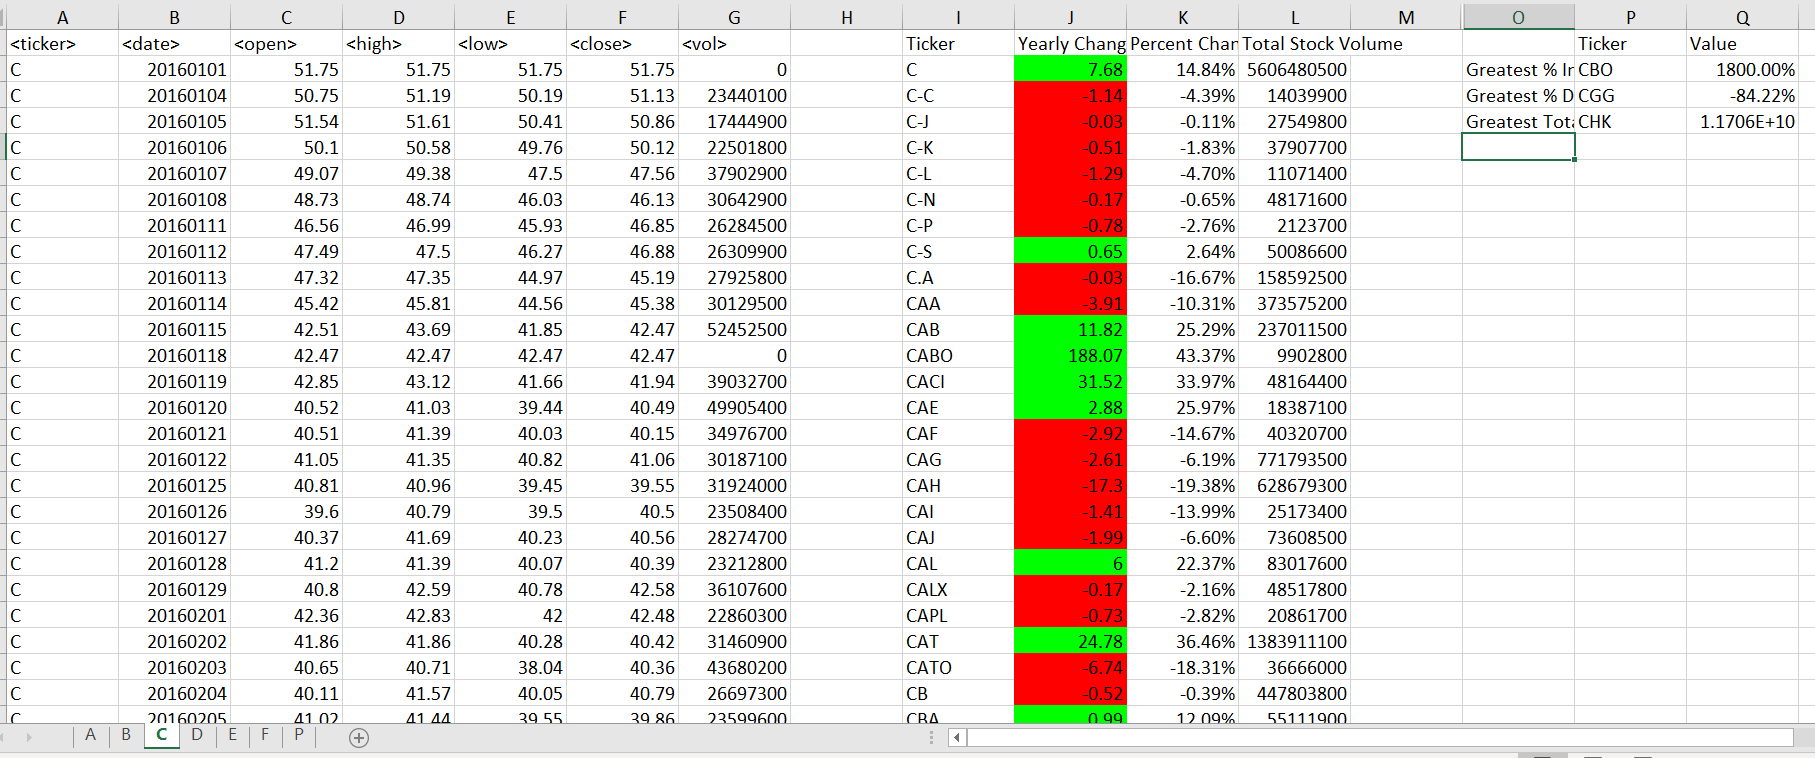 A B C D E F G H I J K L M O P Q
<ticker> <date> <open> <high> <low> <close> <vol> Ticker Yearly Chang Percent Char Total Stock Volume Ticker Value
C 20160101 51.75 51.75 51.75 51.75 0 C 7.68 14.84% 5606480500 Greatest % Ir CBO 1800.00%
C 20160104 50.75 51.19 50.19 51.13 23440100 C-C -1.14 -4.39% 14039900 Greatest % D CGG -84.22%
C 20160105 51.54 51.61 50.41 50.86 17444900 C-J -0.03 -0.11% 27549800 Greatest Tota CHK 1.1706E+10
C 20160106 50.1 50.58 49.76 50.12 22501800 C-K -0.51 -1.83% 37907700
C 20160107 49.07 49.38 47.5 47.56 37902900 C-L -1.29 -4.70% 11071400
C 20160108 48.73 48.74 46.03 46.13 30642900 C-N -0.17 -0.65% 48171600
C 20160111 46.56 46.99 45.93 46.85 26284500 C-P -0.78 -2.76% 2123700
C 20160112 47.49 47.5 46.27 46.88 26309900 C-S 0.65 2.64% 50086600
C 20160113 47.32 47.35 44.97 45.19 27925800 C.A -0.03 -16.67% 158592500
C 20160114 45.42 45.81 44.56 45.38 30129500 CAA -3.91 -10.31% 373575200
C 20160115 42.51 43.69 41.85 42.47 52452500 CAB 11.82 25.29% 237011500
C 20160118 42.47 42.47 42.47 42.47 0 CABO 188.07 43.37% 9902800
C 20160119 42.85 43.12 41.66 41.94 39032700 CACI 31.52 33.97% 48164400
C 20160120 40.52 41.03 39.44 40.49 49905400 CAE 2.88 25.97% 18387100
C 20160121 40.51 41.39 40.03 40.15 34976700 CAF -2.92 -14.67% 40320700
C 20160122 41.05 41.35 40.82 41.06 30187100 CAG -2.61 -6.19% 771793500
C 20160125 40.81 40.96 39.45 39.55 31924000 CAH -17.3 -19.38% 628679300
C 20160126 39.6 40.79 39.5 40.5 23508400 CAI -1.41 -13.99% 25173400
C 20160127 40.37 41.69 40.23 40.56 28274700 CAJ -1.99 -6.60% 73608500
C 20160128 41.2 41.39 40.07 40.39 23212800 CAL 6 22.37% 83017600
C 20160129 40.8 42.59 40.78 42.58 36107600 CALX -0.17 -2.16% 48517800
C 20160201 42.36 42.83 42 42.48 22860300 CAPL -0.73 -2.82% 20861700
C 20160202 41.86 41.86 40.28 40.42 31460900 CAT 24.78 36.46% 1383911100
C 20160203 40.65 40.71 38.04 40.36 43680200 CATO -6.74 -18.31% 36666000
C 20160204 40.11 41.57 40.05 40.79 26697300 CB -0.52 -0.39% 447803800
C 20160205 41.02 41.44 39.55 39.86 23599600 CBA 0.99 12.09% 55111900
A B C D E F P